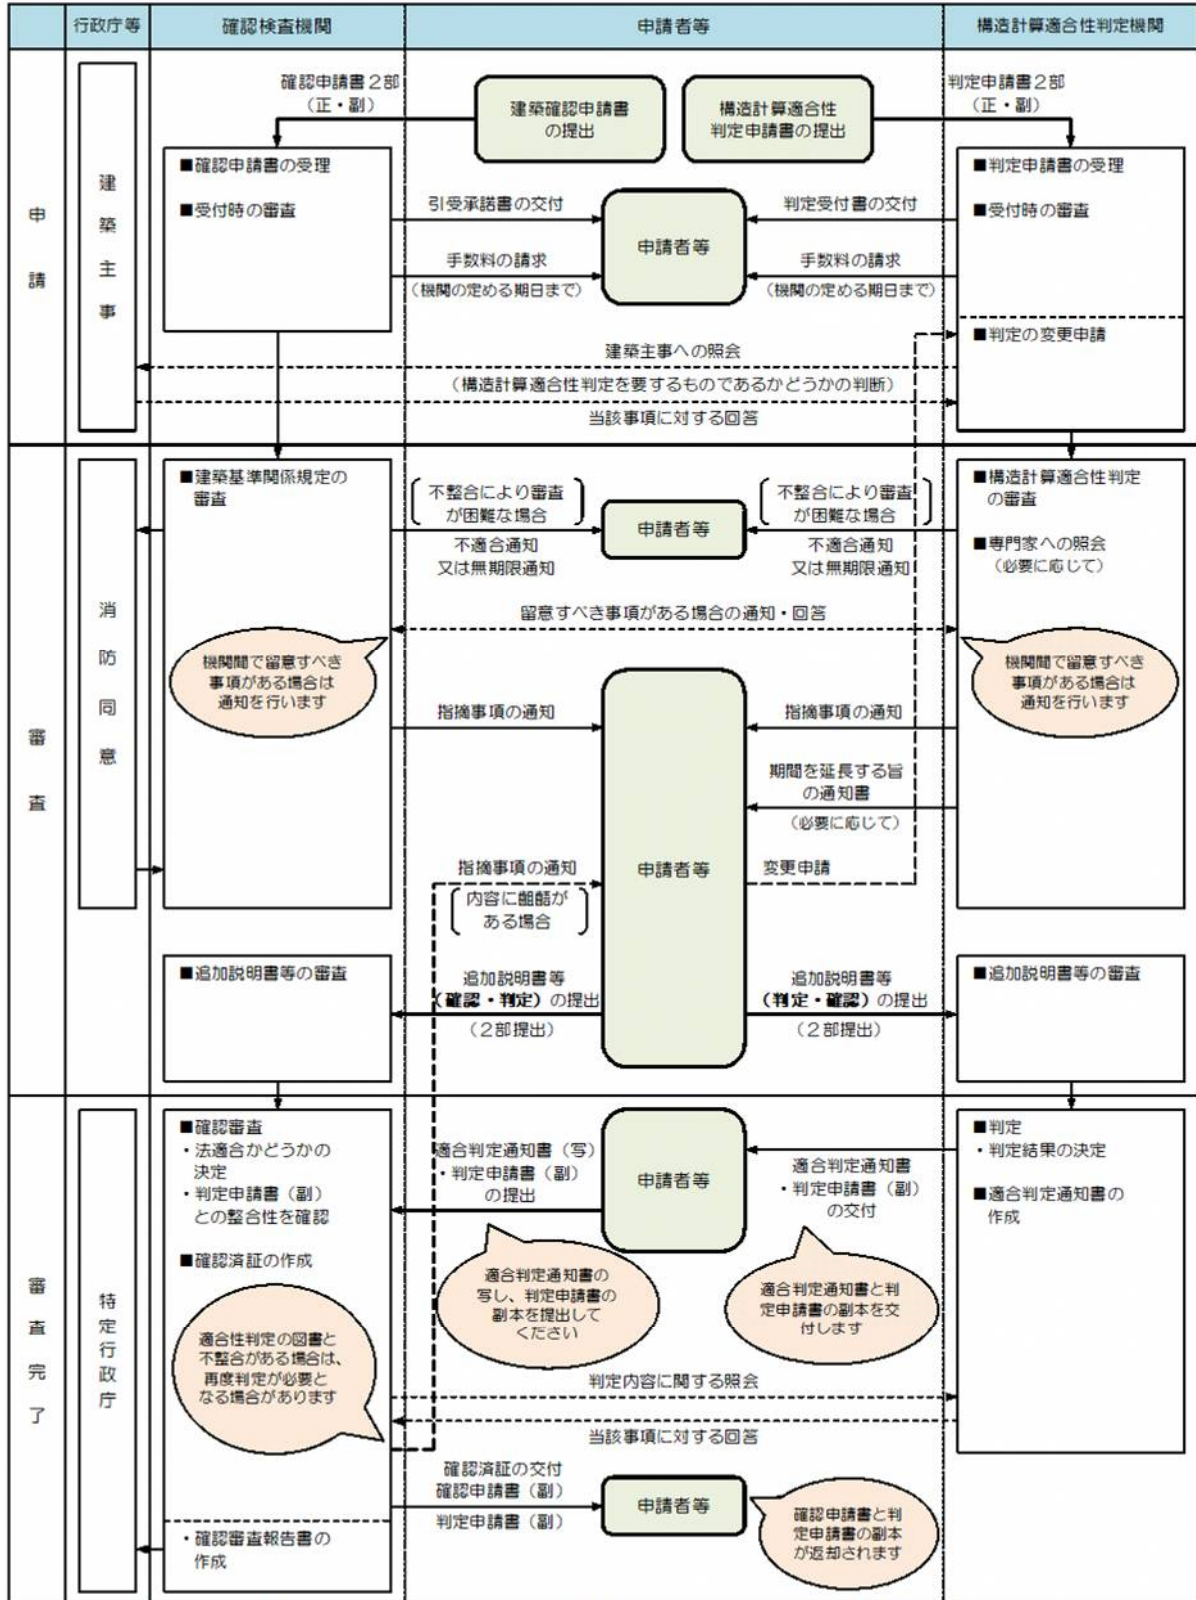 行政庁等
確認検査機関
申請者等
構造計算適合性判定機関
申請
建築主事
確認申請書2部
(正・副)
建築確認申請書
の提出
構造計算適合性
判定申請書の提出
判定申請書2部
(正・副)
■確認申請書の受理
■受付時の審査
引受承諾書の交付
手数料の請求
(機関の定める期日まで)
申請者等
判定受付書の交付
手数料の請求
(機関の定める期日まで)
■判定申請書の受理
■受付時の審査
■判定の変更申請
建築主事への照会
(構造計算適合性判定を要するものであるかどうかの判断)
当該事項に対する回答
審査
消防同意
■建築基準関係規定の
審査
不整合により審査
が困難な場合
不適合通知
又は無期限通知
申請者等
不整合により審査
が困難な場合
不適合通知
又は無期限通知
■構造計算適合性判定
の審査
■専門家への照会
(必要に応じて)
留意すべき事項がある場合の通知・回答
機関間で留意すべき
事項がある場合は
通知を行います
機関間で留意すべき
事項がある場合は
通知を行います
指摘事項の通知
指摘事項の通知
期間を延長する旨
の通知書
(必要に応じて)
指摘事項の通知
内容に齟齬が
ある場合
申請者等
変更申請
■追加説明書等の審査
追加説明書等
(確認・判定)の提出
(2部提出)
追加説明書等
(判定・確認)の提出
(2部提出)
■追加説明書等の審査
審査完了
特定行政庁
■確認審査
・法適合かどうかの
決定
・判定申請書(副)
との整合性を確認
■確認済証の作成
適合判定通知書(写)
・判定申請書(副)
の提出
申請者等
適合判定通知書
・判定申請書(副)
の交付
■判定
・判定結果の決定
■適合判定通知書の
作成
適合判定通知書の
写し、判定申請書の
副本を提出して
ください
適合判定通知書と判
定申請書の副本を交
付します
適合性判定の図書と
不整合がある場合は、
再度判定が必要と
なる場合があります
判定内容に関する照会
当該事項に対する回答
確認済証の交付
確認申請書(副)
判定申請書(副)
申請者等
確認申請書と判
定申請書の副本
が返却されます
・確認審査報告書の
作成